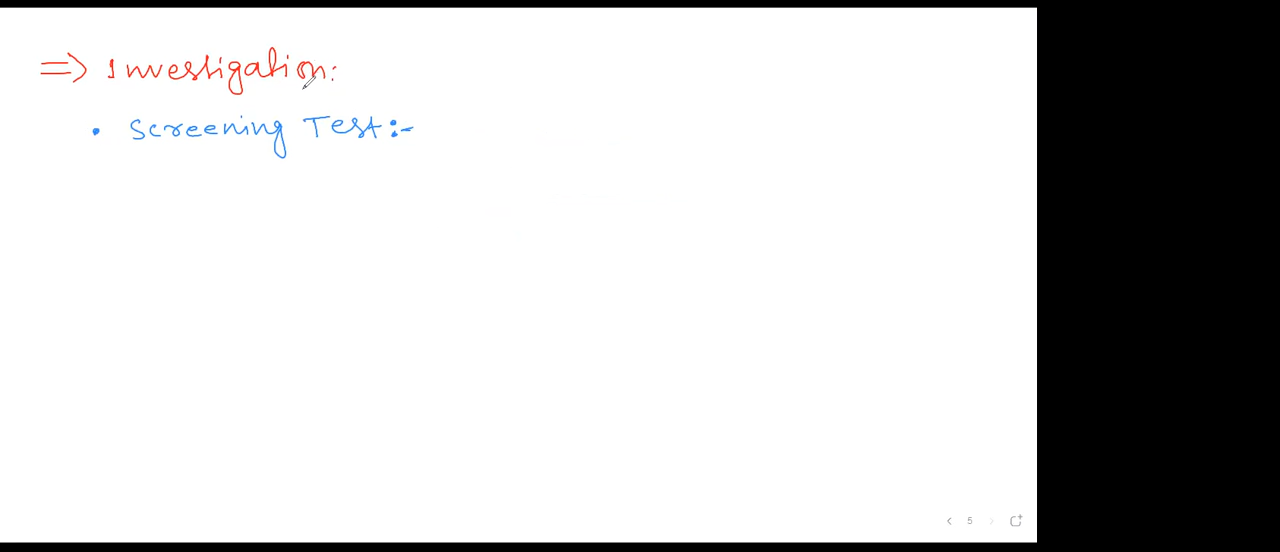 => Investigation:
• Screening Test:-
< 5 >